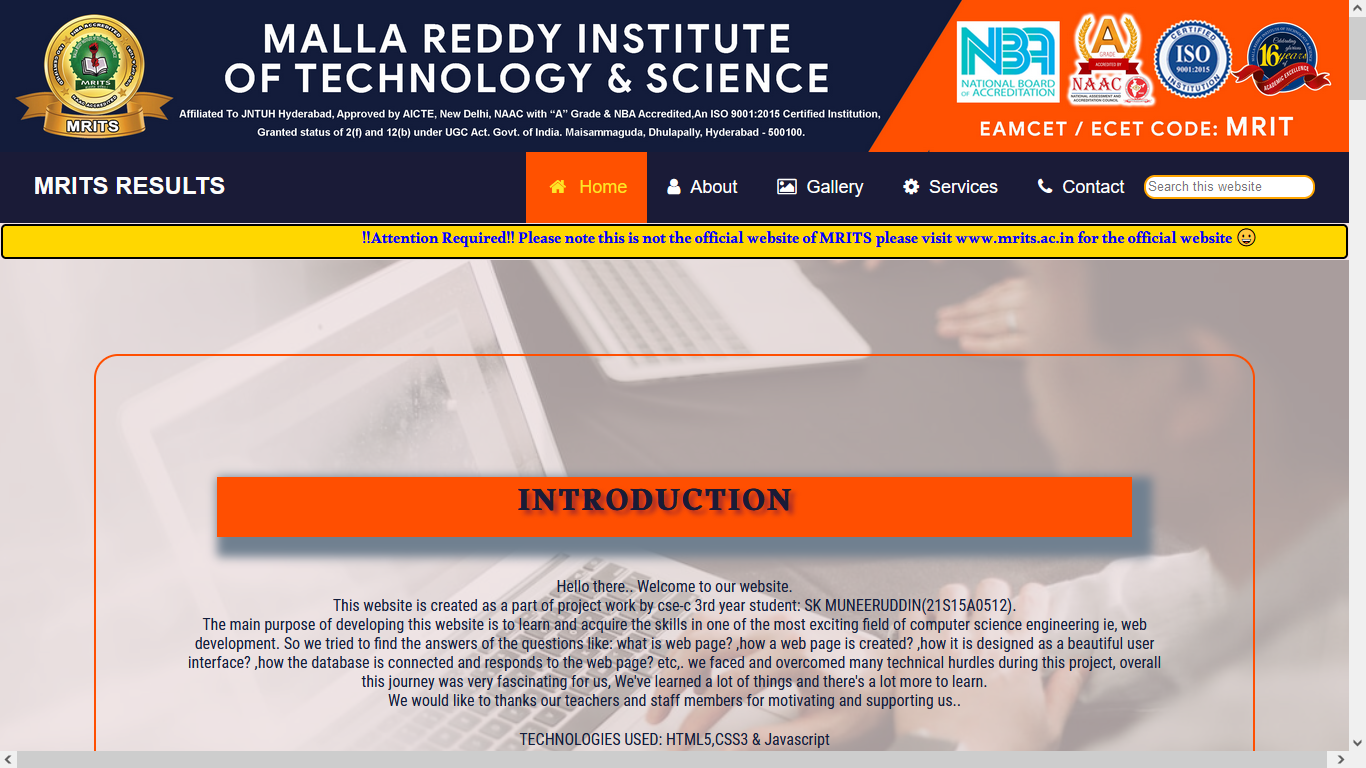 MALLA REDDY INSTITUTE
OF TECHNOLOGY & SCIENCE
Affiliated To JNTUH Hyderabad, Approved by AICTE, New Delhi, NAAC with “A” Grade & NBA Accredited,An ISO 9001:2015 Certified Institution,
Granted status of 2(f) and 12(b) under UGC Act. Govt. of India. Maisammaguda, Dhulapally, Hyderabad - 500100.
MRITS
MRITS
NBA
NATIONAL BOARD
OF ACCREDITATION
A
GRADE
ACCREDITED BY
NAAC
NATIONAL ASSESSMENT AND
ACCREDITATION COUNCIL
CERTIFIED
ISO
9001:2015
INSTITUTION
Celebrating
16 years
ACADEMIC EXCELLENCE
EAMCET / ECET CODE: MRIT
MRITS RESULTS
Home About Gallery Services Contact Search this website
!!Attention Required!! Please note this is not the official website of MRITS please visit www.mrits.ac.in for the official website 😀
INTRODUCTION
Hello there.. Welcome to our website.
This website is created as a part of project work by cse-c 3rd year student: SK MUNEERUDDIN(21S15A0512).
The main purpose of developing this website is to learn and acquire the skills in one of the most exciting field of computer science engineering ie, web
development. So we tried to find the answers of the questions like: what is web page? ,how a web page is created? ,how it is designed as a beautiful user
interface? ,how the database is connected and responds to the web page? etc,. we faced and overcomed many technical hurdles during this project, overall
this journey was very fascinating for us, We've learned a lot of things and there's a lot more to learn.
We would like to thanks our teachers and staff members for motivating and supporting us..
TECHNOLOGIES USED: HTML5,CSS3 & Javascript